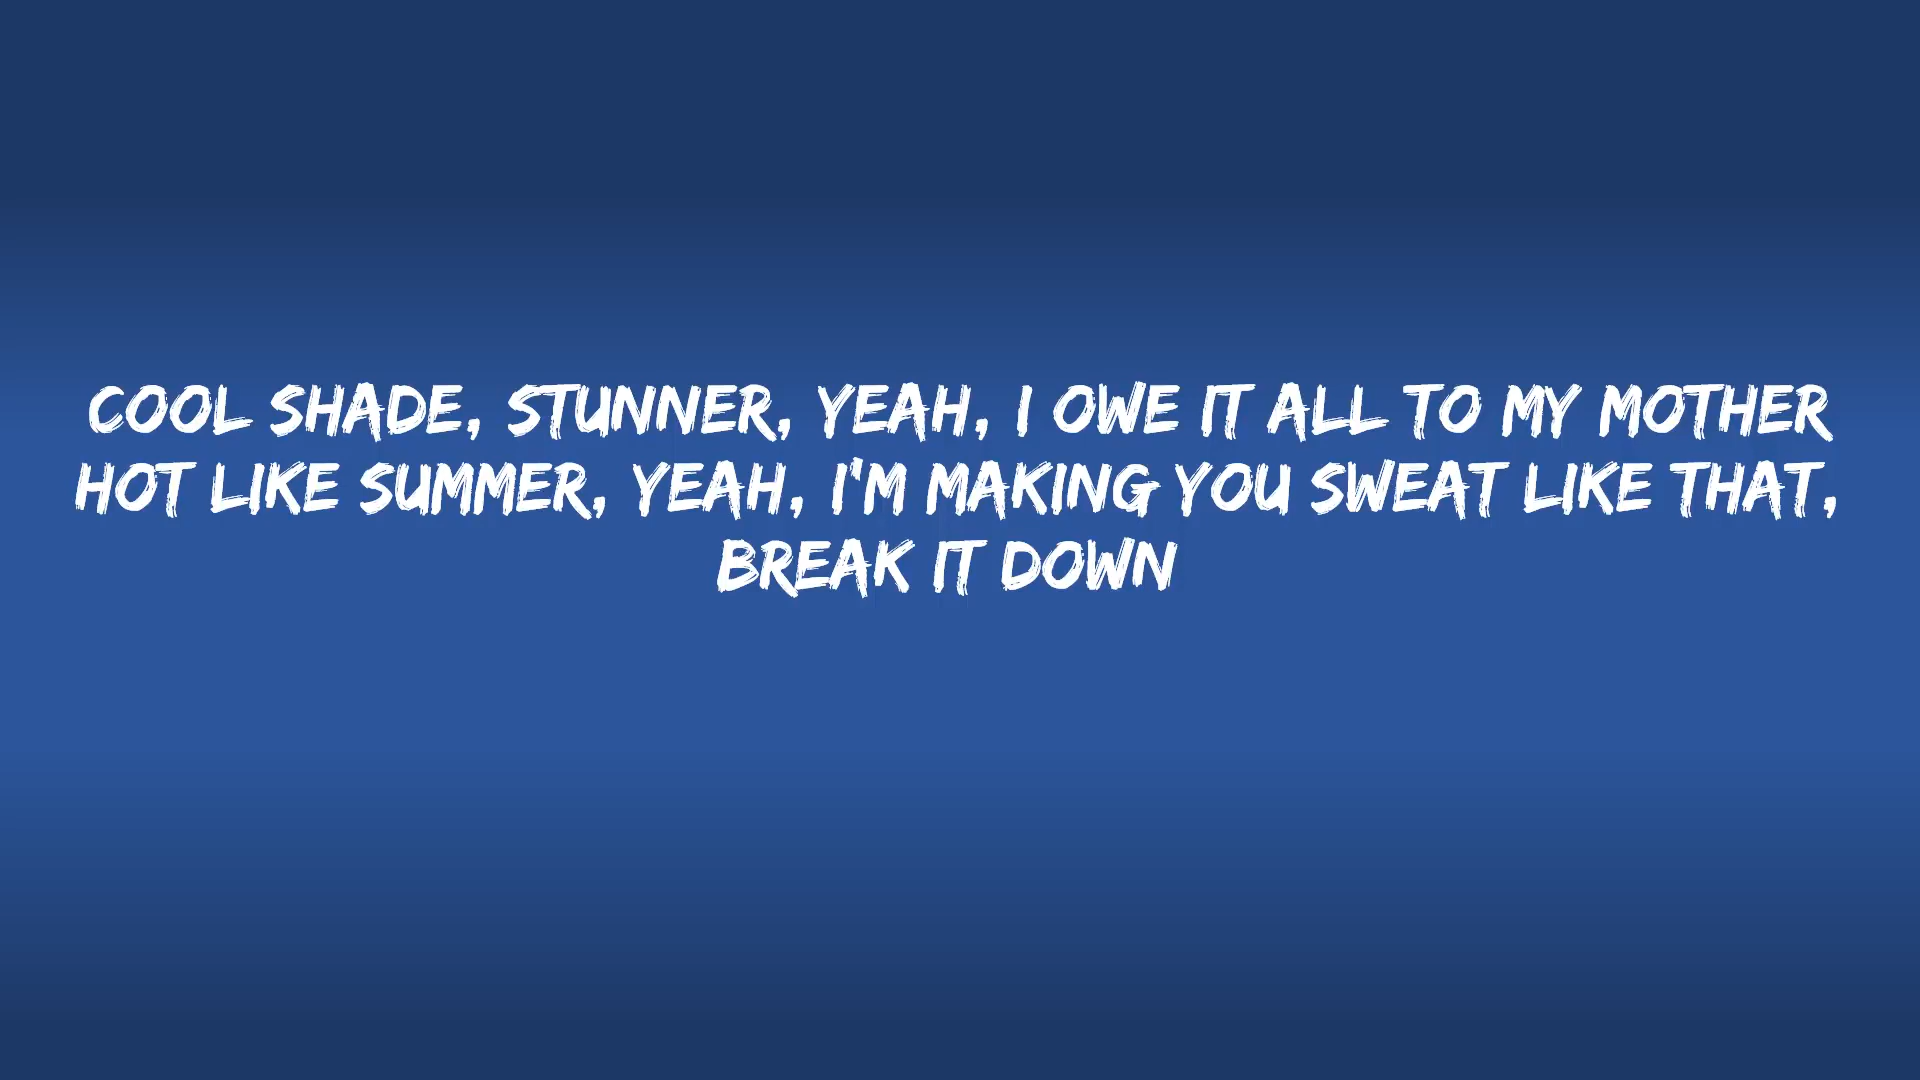 COOL SHADE, STUNNER, YEAH, I OWE IT ALL TO MY MOTHER
HOT LIKE SUMMER, YEAH, I'M MAKING YOU SWEAT LIKE THAT,
BREAK IT DOWN